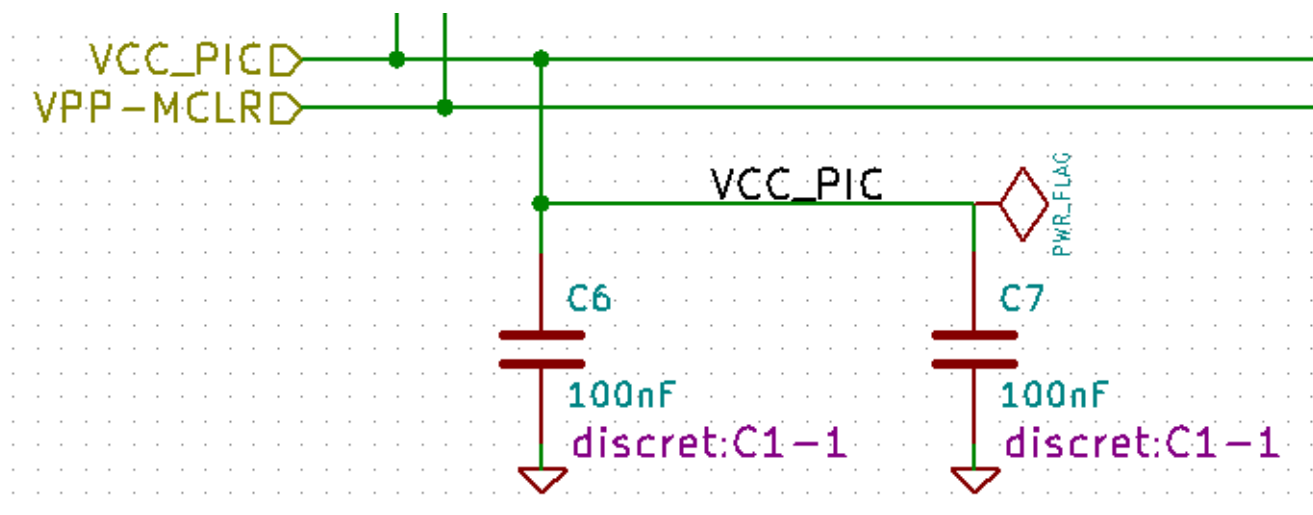 VCC_PIC
VPP-MCLR
VCC_PIC
PWR_FLAG
C6
C7
100nF
100nF
discret:C1-1
discret:C1-1